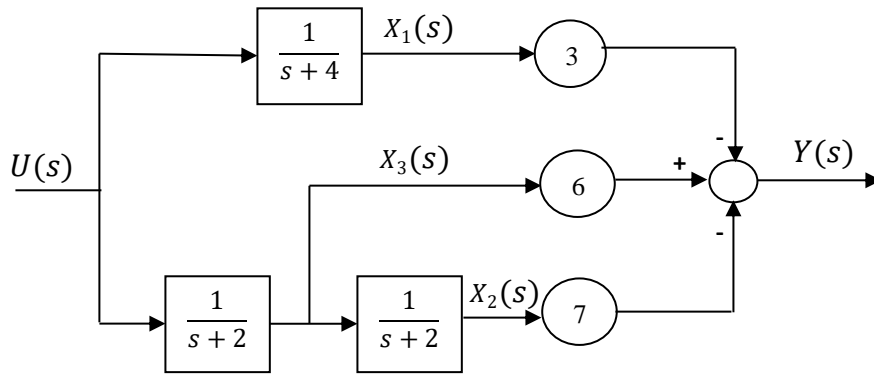 1/(s + 4)
X₁(s)
3
-
U(s)
X₃(s)
6
+
Y(s)
-
1/(s + 2)
1/(s + 2)
X₂(s)
7